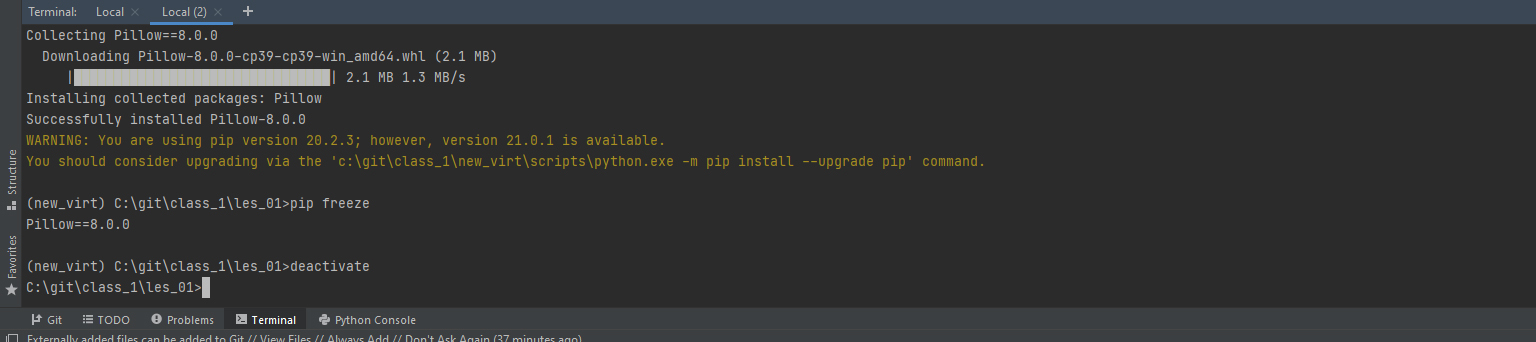 Terminal: Local × Local (2) × +
Collecting Pillow==8.0.0
Downloading Pillow-8.0.0-cp39-cp39-win_amd64.whl (2.1 MB)
|████████████████████████████████| 2.1 MB 1.3 MB/s
Installing collected packages: Pillow
Successfully installed Pillow-8.0.0
WARNING: You are using pip version 20.2.3; however, version 21.0.1 is available.
You should consider upgrading via the 'c:\git\class_1\new_virt\scripts\python.exe -m pip install --upgrade pip' command.
(new_virt) C:\git\class_1\les_01>pip freeze
Pillow==8.0.0
(new_virt) C:\git\class_1\les_01>deactivate
C:\git\class_1\les_01>
Structure
Favorites
Git TODO Problems Terminal Python Console
Externally added files can be added to Git // View Files // Always Add // Don't Ask Again (37 minutes ago)